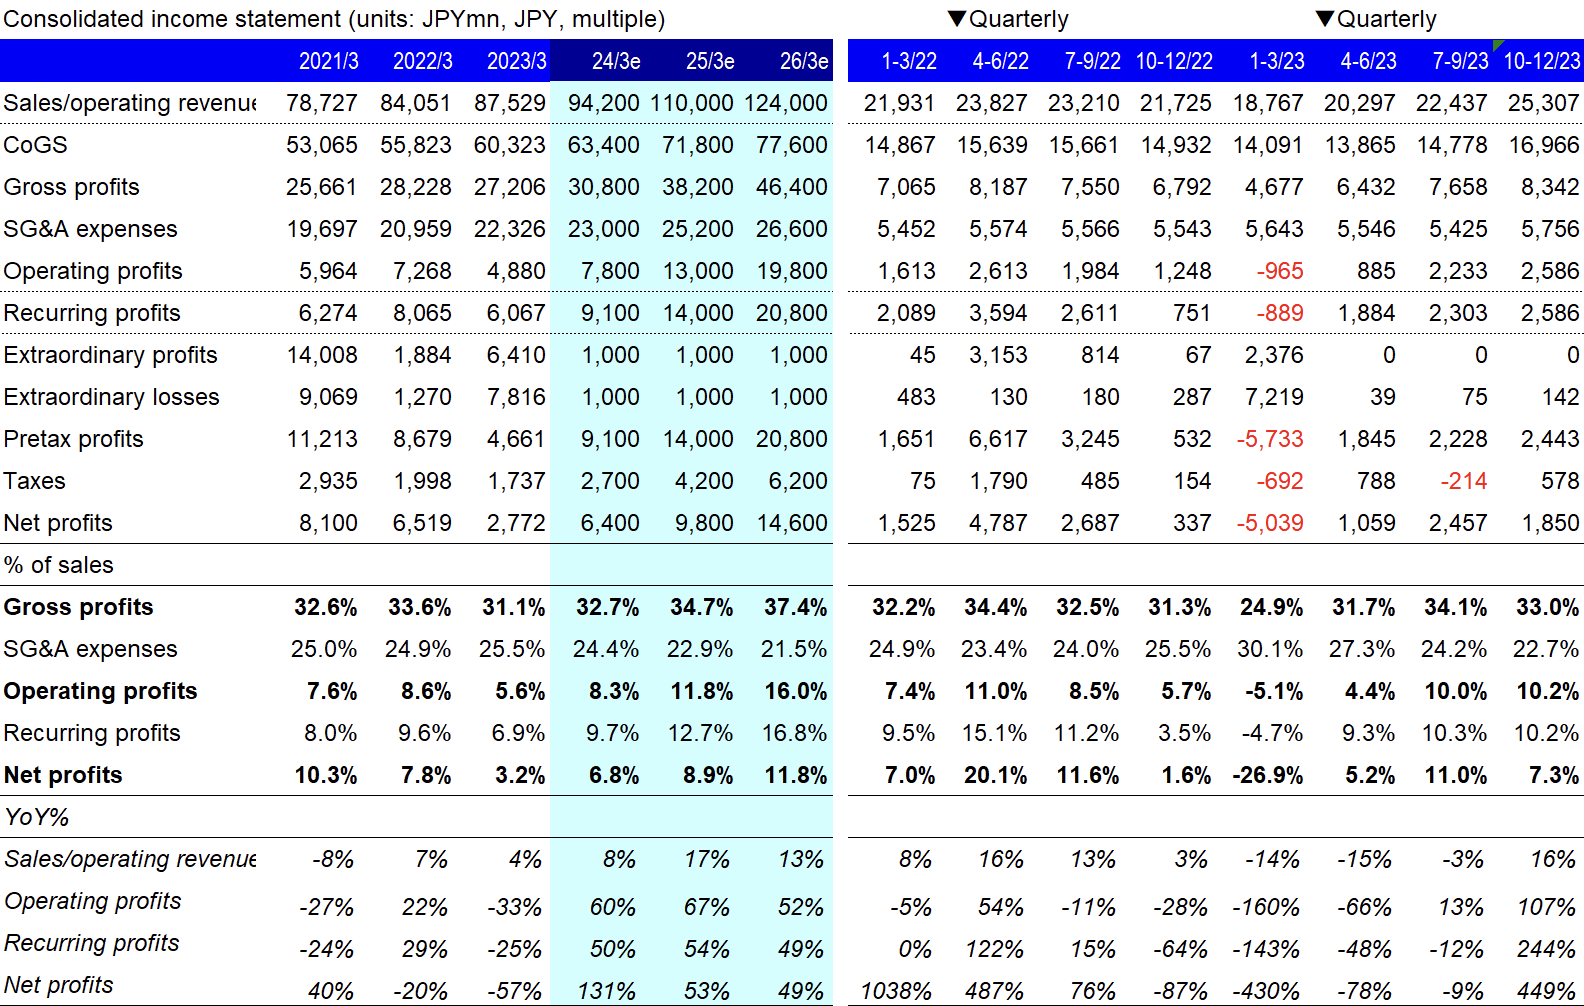 Consolidated income statement (units: JPYmn, JPY, multiple) ▼Quarterly ▼Quarterly
2021/3 2022/3 2023/3 24/3e 25/3e 26/3e 1-3/22 4-6/22 7-9/22 10-12/22 1-3/23 4-6/23 7-9/23 10-12/23
Sales/operating revenue 78,727 84,051 87,529 94,200 110,000 124,000 21,931 23,827 23,210 21,725 18,767 20,297 22,437 25,307
CoGS 53,065 55,823 60,323 63,400 71,800 77,600 14,867 15,639 15,661 14,932 14,091 13,865 14,778 16,966
Gross profits 25,661 28,228 27,206 30,800 38,200 46,400 7,065 8,187 7,550 6,792 4,677 6,432 7,658 8,342
SG&A expenses 19,697 20,959 22,326 23,000 25,200 26,600 5,452 5,574 5,566 5,543 5,643 5,546 5,425 5,756
Operating profits 5,964 7,268 4,880 7,800 13,000 19,800 1,613 2,613 1,984 1,248 -965 885 2,233 2,586
Recurring profits 6,274 8,065 6,067 9,100 14,000 20,800 2,089 3,594 2,611 751 -889 1,884 2,303 2,586
Extraordinary profits 14,008 1,884 6,410 1,000 1,000 1,000 45 3,153 814 67 2,376 0 0 0
Extraordinary losses 9,069 1,270 7,816 1,000 1,000 1,000 483 130 180 287 7,219 39 75 142
Pretax profits 11,213 8,679 4,661 9,100 14,000 20,800 1,651 6,617 3,245 532 -5,733 1,845 2,228 2,443
Taxes 2,935 1,998 1,737 2,700 4,200 6,200 75 1,790 485 154 -692 788 -214 578
Net profits 8,100 6,519 2,772 6,400 9,800 14,600 1,525 4,787 2,687 337 -5,039 1,059 2,457 1,850
% of sales
Gross profits 32.6% 33.6% 31.1% 32.7% 34.7% 37.4% 32.2% 34.4% 32.5% 31.3% 24.9% 31.7% 34.1% 33.0%
SG&A expenses 25.0% 24.9% 25.5% 24.4% 22.9% 21.5% 24.9% 23.4% 24.0% 25.5% 30.1% 27.3% 24.2% 22.7%
Operating profits 7.6% 8.6% 5.6% 8.3% 11.8% 16.0% 7.4% 11.0% 8.5% 5.7% -5.1% 4.4% 10.0% 10.2%
Recurring profits 8.0% 9.6% 6.9% 9.7% 12.7% 16.8% 9.5% 15.1% 11.2% 3.5% -4.7% 9.3% 10.3% 10.2%
Net profits 10.3% 7.8% 3.2% 6.8% 8.9% 11.8% 7.0% 20.1% 11.6% 1.6% -26.9% 5.2% 11.0% 7.3%
YoY%
Sales/operating revenue -8% 7% 4% 8% 17% 13% 8% 16% 13% 3% -14% -15% -3% 16%
Operating profits -27% 22% -33% 60% 67% 52% -5% 54% -11% -28% -160% -66% 13% 107%
Recurring profits -24% 29% -25% 50% 54% 49% 0% 122% 15% -64% -143% -48% -12% 244%
Net profits 40% -20% -57% 131% 53% 49% 1038% 487% 76% -87% -430% -78% -9% 449%